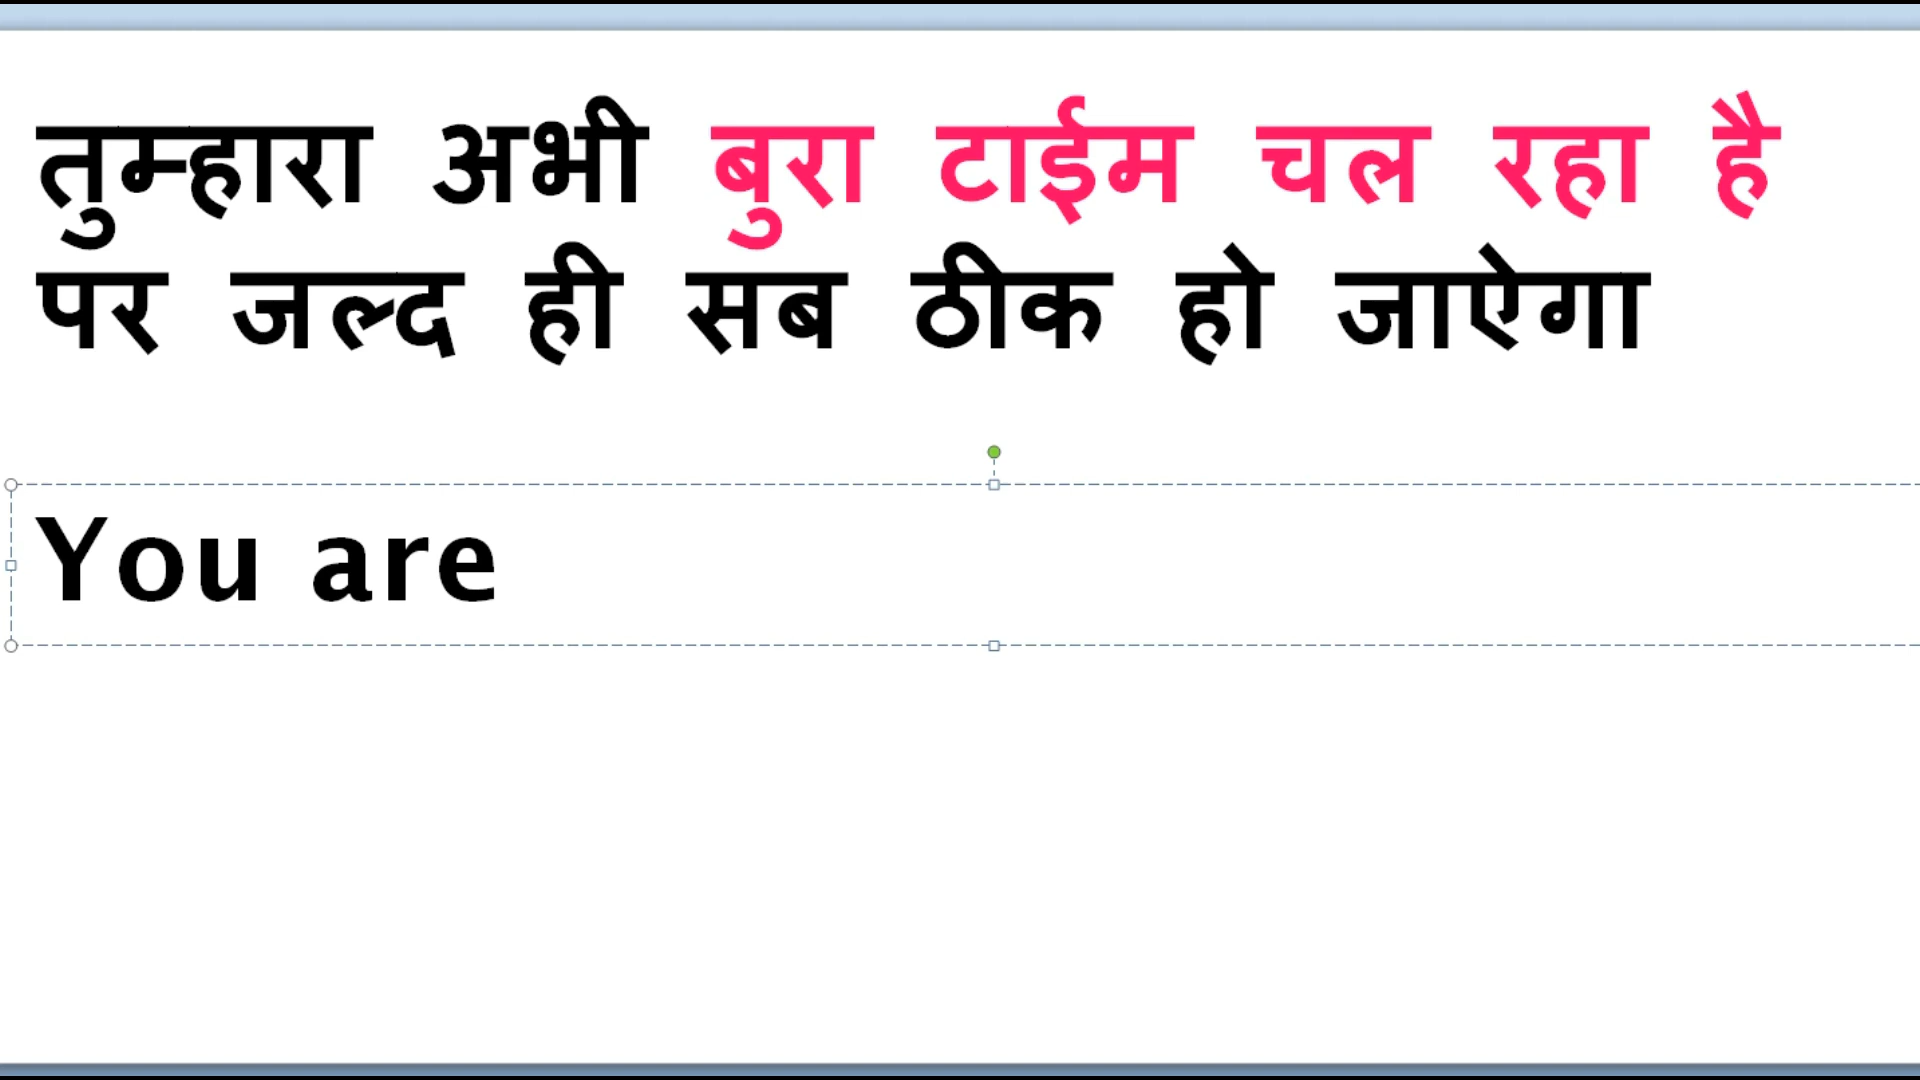 तुम्हारा अभी बुरा टाईम चल रहा है
पर जल्द ही सब ठीक हो जाऐगा
You are